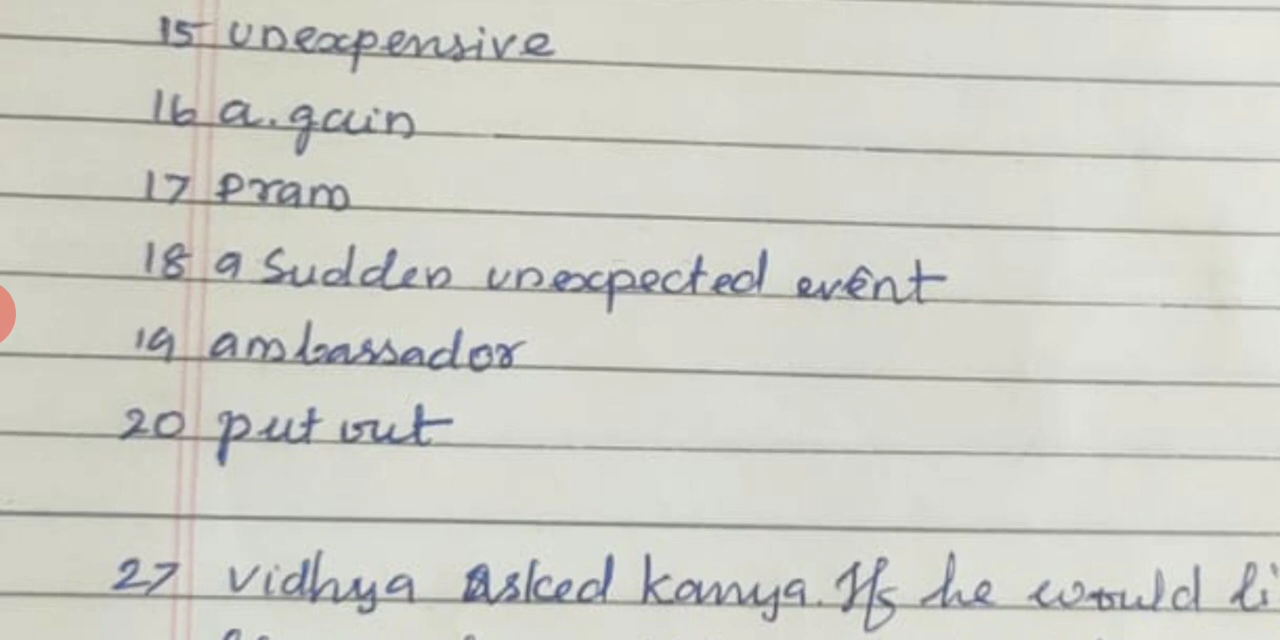 15 unexpensive
16 a.gain
17 Pram
18 a Sudden unexpected event
19 ambassador
20 put out
27 vidhya asked kanya. If he would li